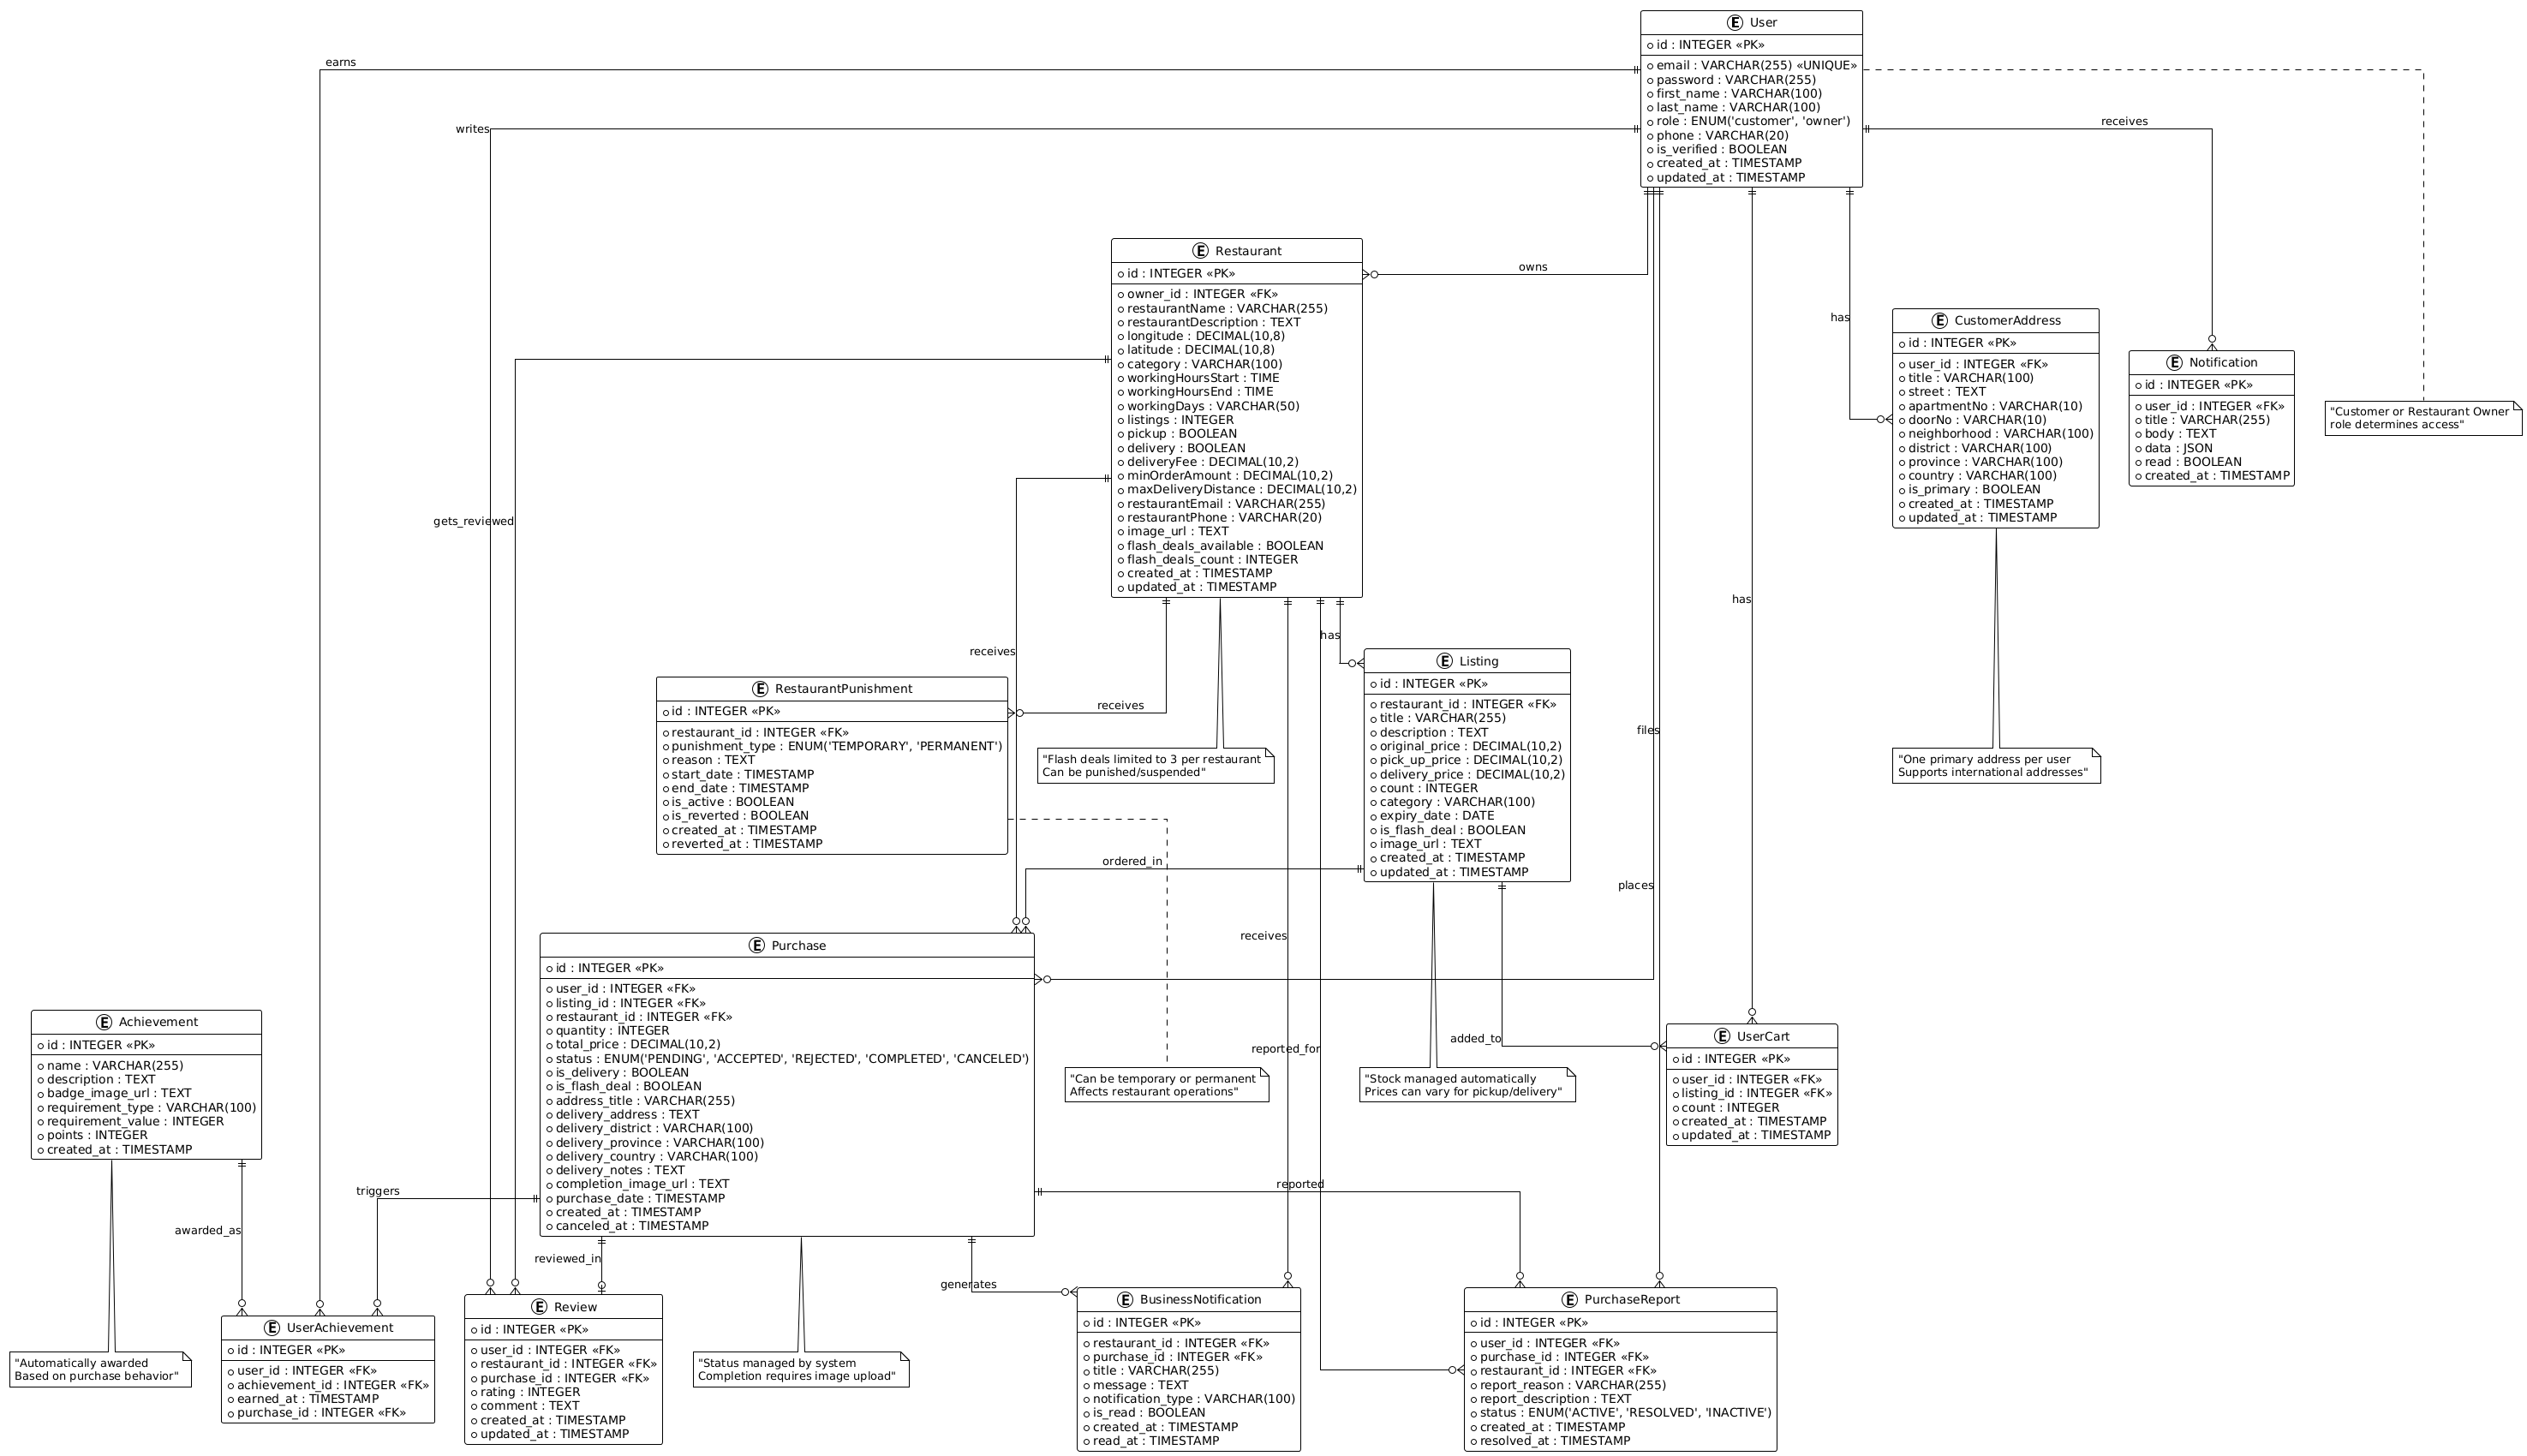 User
id : INTEGER «PK»
email : VARCHAR(255) «UNIQUE»
password : VARCHAR(255)
first_name : VARCHAR(100)
last_name : VARCHAR(100)
role : ENUM('customer', 'owner')
phone : VARCHAR(20)
is_verified : BOOLEAN
created_at : TIMESTAMP
updated_at : TIMESTAMP
earns
writes
receives
owns
has
Restaurant
id : INTEGER «PK»
owner_id : INTEGER «FK»
restaurantName : VARCHAR(255)
restaurantDescription : TEXT
longitude : DECIMAL(10,8)
latitude : DECIMAL(10,8)
category : VARCHAR(100)
workingHoursStart : TIME
workingHoursEnd : TIME
workingDays : VARCHAR(50)
listings : INTEGER
pickup : BOOLEAN
delivery : BOOLEAN
deliveryFee : DECIMAL(10,2)
minOrderAmount : DECIMAL(10,2)
maxDeliveryDistance : DECIMAL(10,2)
restaurantEmail : VARCHAR(255)
restaurantPhone : VARCHAR(20)
image_url : TEXT
flash_deals_available : BOOLEAN
flash_deals_count : INTEGER
created_at : TIMESTAMP
updated_at : TIMESTAMP
CustomerAddress
id : INTEGER «PK»
user_id : INTEGER «FK»
title : VARCHAR(100)
street : TEXT
apartmentNo : VARCHAR(10)
doorNo : VARCHAR(10)
neighborhood : VARCHAR(100)
district : VARCHAR(100)
province : VARCHAR(100)
country : VARCHAR(100)
is_primary : BOOLEAN
created_at : TIMESTAMP
updated_at : TIMESTAMP
Notification
id : INTEGER «PK»
user_id : INTEGER «FK»
title : VARCHAR(255)
body : TEXT
data : JSON
read : BOOLEAN
created_at : TIMESTAMP
"Customer or Restaurant Owner
role determines access"
gets_reviewed
receives
has
has
receives
files
RestaurantPunishment
id : INTEGER «PK»
restaurant_id : INTEGER «FK»
punishment_type : ENUM('TEMPORARY', 'PERMANENT')
reason : TEXT
start_date : TIMESTAMP
end_date : TIMESTAMP
is_active : BOOLEAN
is_reverted : BOOLEAN
created_at : TIMESTAMP
reverted_at : TIMESTAMP
"Flash deals limited to 3 per restaurant
Can be punished/suspended"
Listing
id : INTEGER «PK»
restaurant_id : INTEGER «FK»
title : VARCHAR(255)
description : TEXT
original_price : DECIMAL(10,2)
pick_up_price : DECIMAL(10,2)
delivery_price : DECIMAL(10,2)
count : INTEGER
category : VARCHAR(100)
expiry_date : DATE
is_flash_deal : BOOLEAN
image_url : TEXT
created_at : TIMESTAMP
updated_at : TIMESTAMP
"One primary address per user
Supports international addresses"
ordered_in
places
receives
Purchase
id : INTEGER «PK»
user_id : INTEGER «FK»
listing_id : INTEGER «FK»
restaurant_id : INTEGER «FK»
quantity : INTEGER
total_price : DECIMAL(10,2)
status : ENUM('PENDING', 'ACCEPTED', 'REJECTED', 'COMPLETED', 'CANCELED')
is_delivery : BOOLEAN
is_flash_deal : BOOLEAN
address_title : VARCHAR(255)
delivery_address : TEXT
delivery_district : VARCHAR(100)
delivery_province : VARCHAR(100)
delivery_country : VARCHAR(100)
delivery_notes : TEXT
completion_image_url : TEXT
purchase_date : TIMESTAMP
created_at : TIMESTAMP
canceled_at : TIMESTAMP
Achievement
id : INTEGER «PK»
name : VARCHAR(255)
description : TEXT
badge_image_url : TEXT
requirement_type : VARCHAR(100)
requirement_value : INTEGER
points : INTEGER
created_at : TIMESTAMP
reported_for
added_to
"Can be temporary or permanent
Affects restaurant operations"
"Stock managed automatically
Prices can vary for pickup/delivery"
UserCart
id : INTEGER «PK»
user_id : INTEGER «FK»
listing_id : INTEGER «FK»
count : INTEGER
created_at : TIMESTAMP
updated_at : TIMESTAMP
triggers
reported
awarded_as
reviewed_in
generates
"Automatically awarded
Based on purchase behavior"
UserAchievement
id : INTEGER «PK»
user_id : INTEGER «FK»
achievement_id : INTEGER «FK»
earned_at : TIMESTAMP
purchase_id : INTEGER «FK»
Review
id : INTEGER «PK»
user_id : INTEGER «FK»
restaurant_id : INTEGER «FK»
purchase_id : INTEGER «FK»
rating : INTEGER
comment : TEXT
created_at : TIMESTAMP
updated_at : TIMESTAMP
"Status managed by system
Completion requires image upload"
BusinessNotification
id : INTEGER «PK»
restaurant_id : INTEGER «FK»
purchase_id : INTEGER «FK»
title : VARCHAR(255)
message : TEXT
notification_type : VARCHAR(100)
is_read : BOOLEAN
created_at : TIMESTAMP
read_at : TIMESTAMP
PurchaseReport
id : INTEGER «PK»
user_id : INTEGER «FK»
purchase_id : INTEGER «FK»
restaurant_id : INTEGER «FK»
report_reason : VARCHAR(255)
report_description : TEXT
status : ENUM('ACTIVE', 'RESOLVED', 'INACTIVE')
created_at : TIMESTAMP
resolved_at : TIMESTAMP